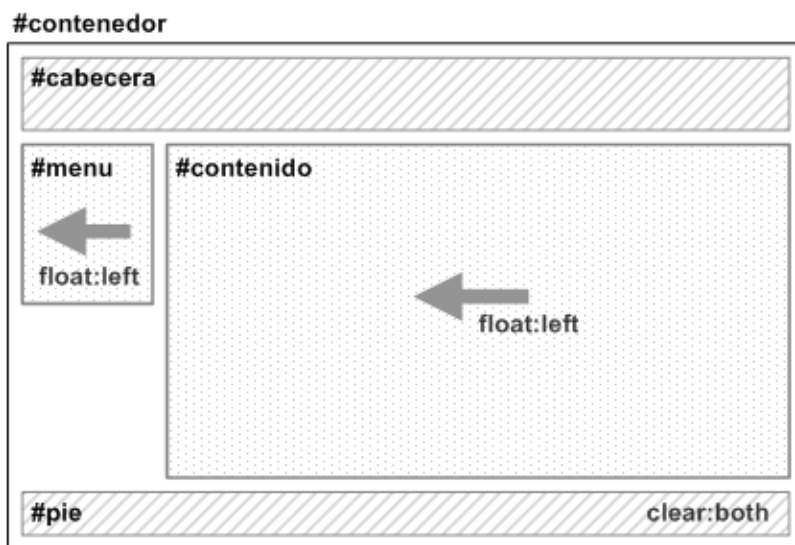 #contenedor
#cabecera
#menu
#contenido
float:left
float:left
#pie
clear:both